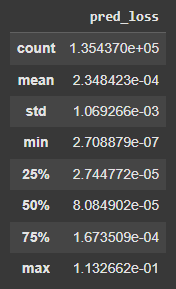 pred_loss
count 1.354370e+05
mean 2.348423e-04
std 1.069266e-03
min 2.708879e-07
25% 2.744772e-05
50% 8.084902e-05
75% 1.673509e-04
max 1.132662e-01